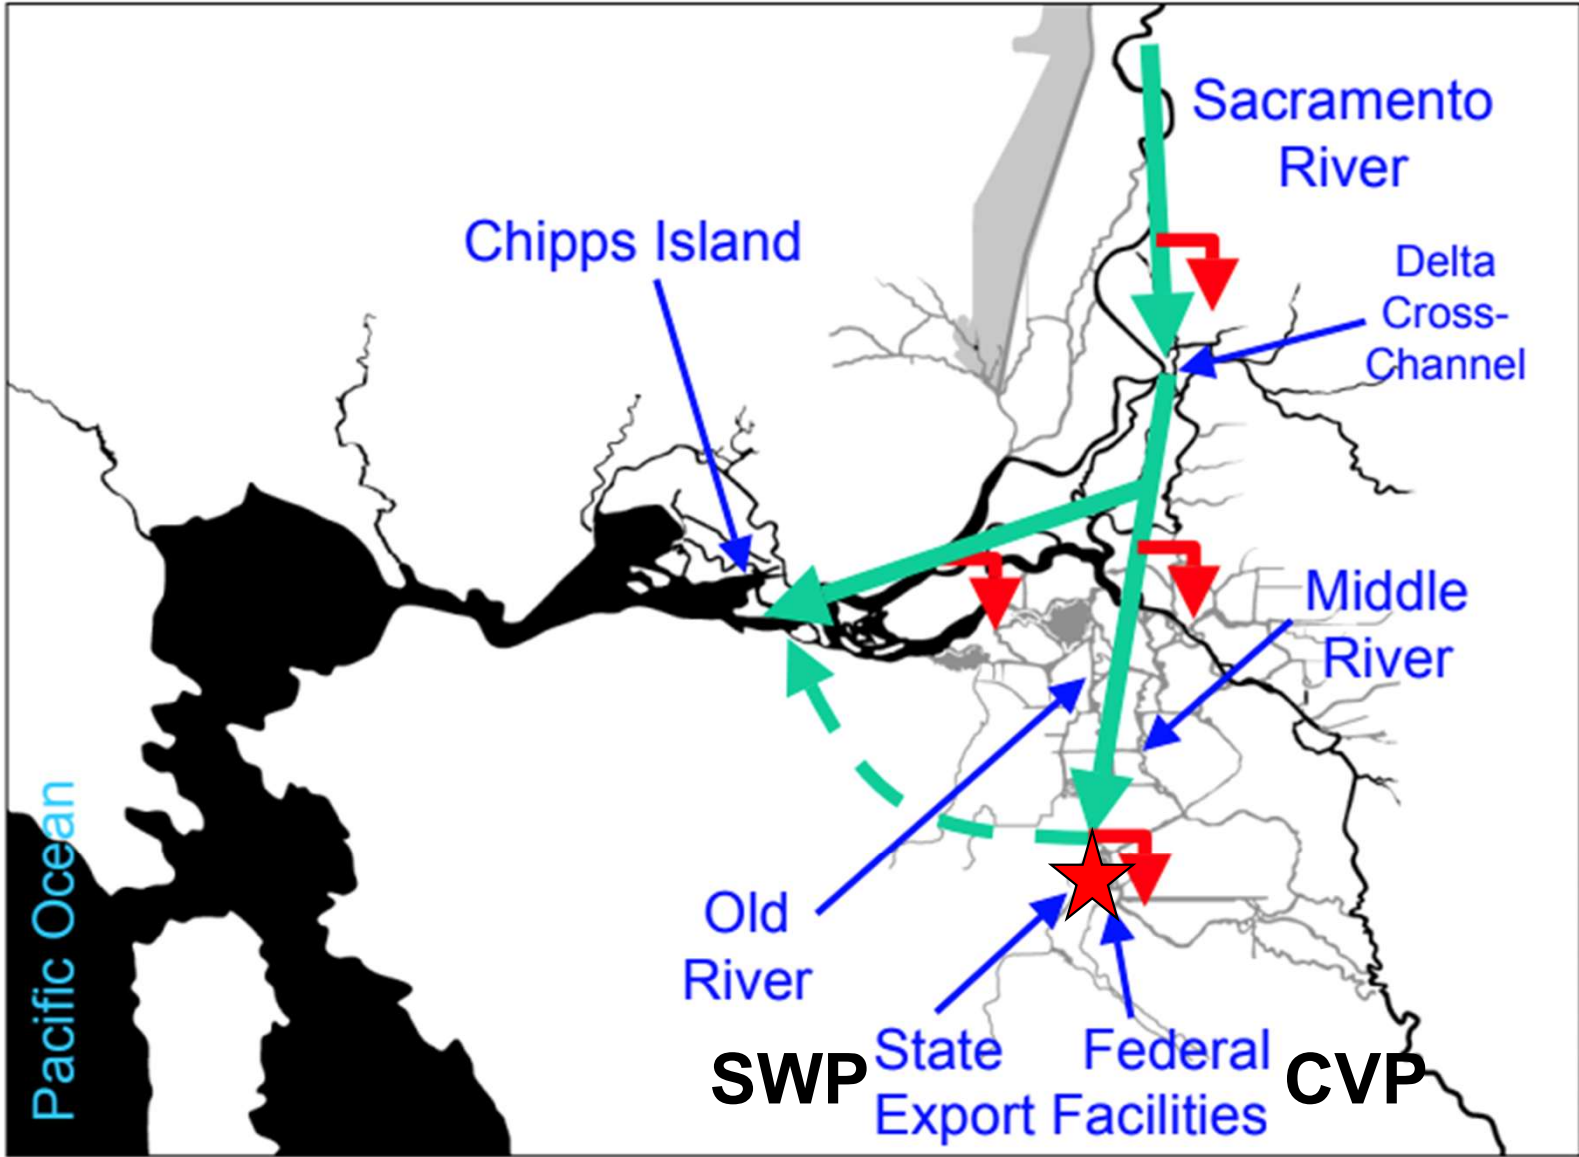 Sacramento
River
Chipps Island
Delta
Cross-
Channel
Middle
River
Pacific Ocean
Old
River
SWP State Federal CVP
Export Facilities